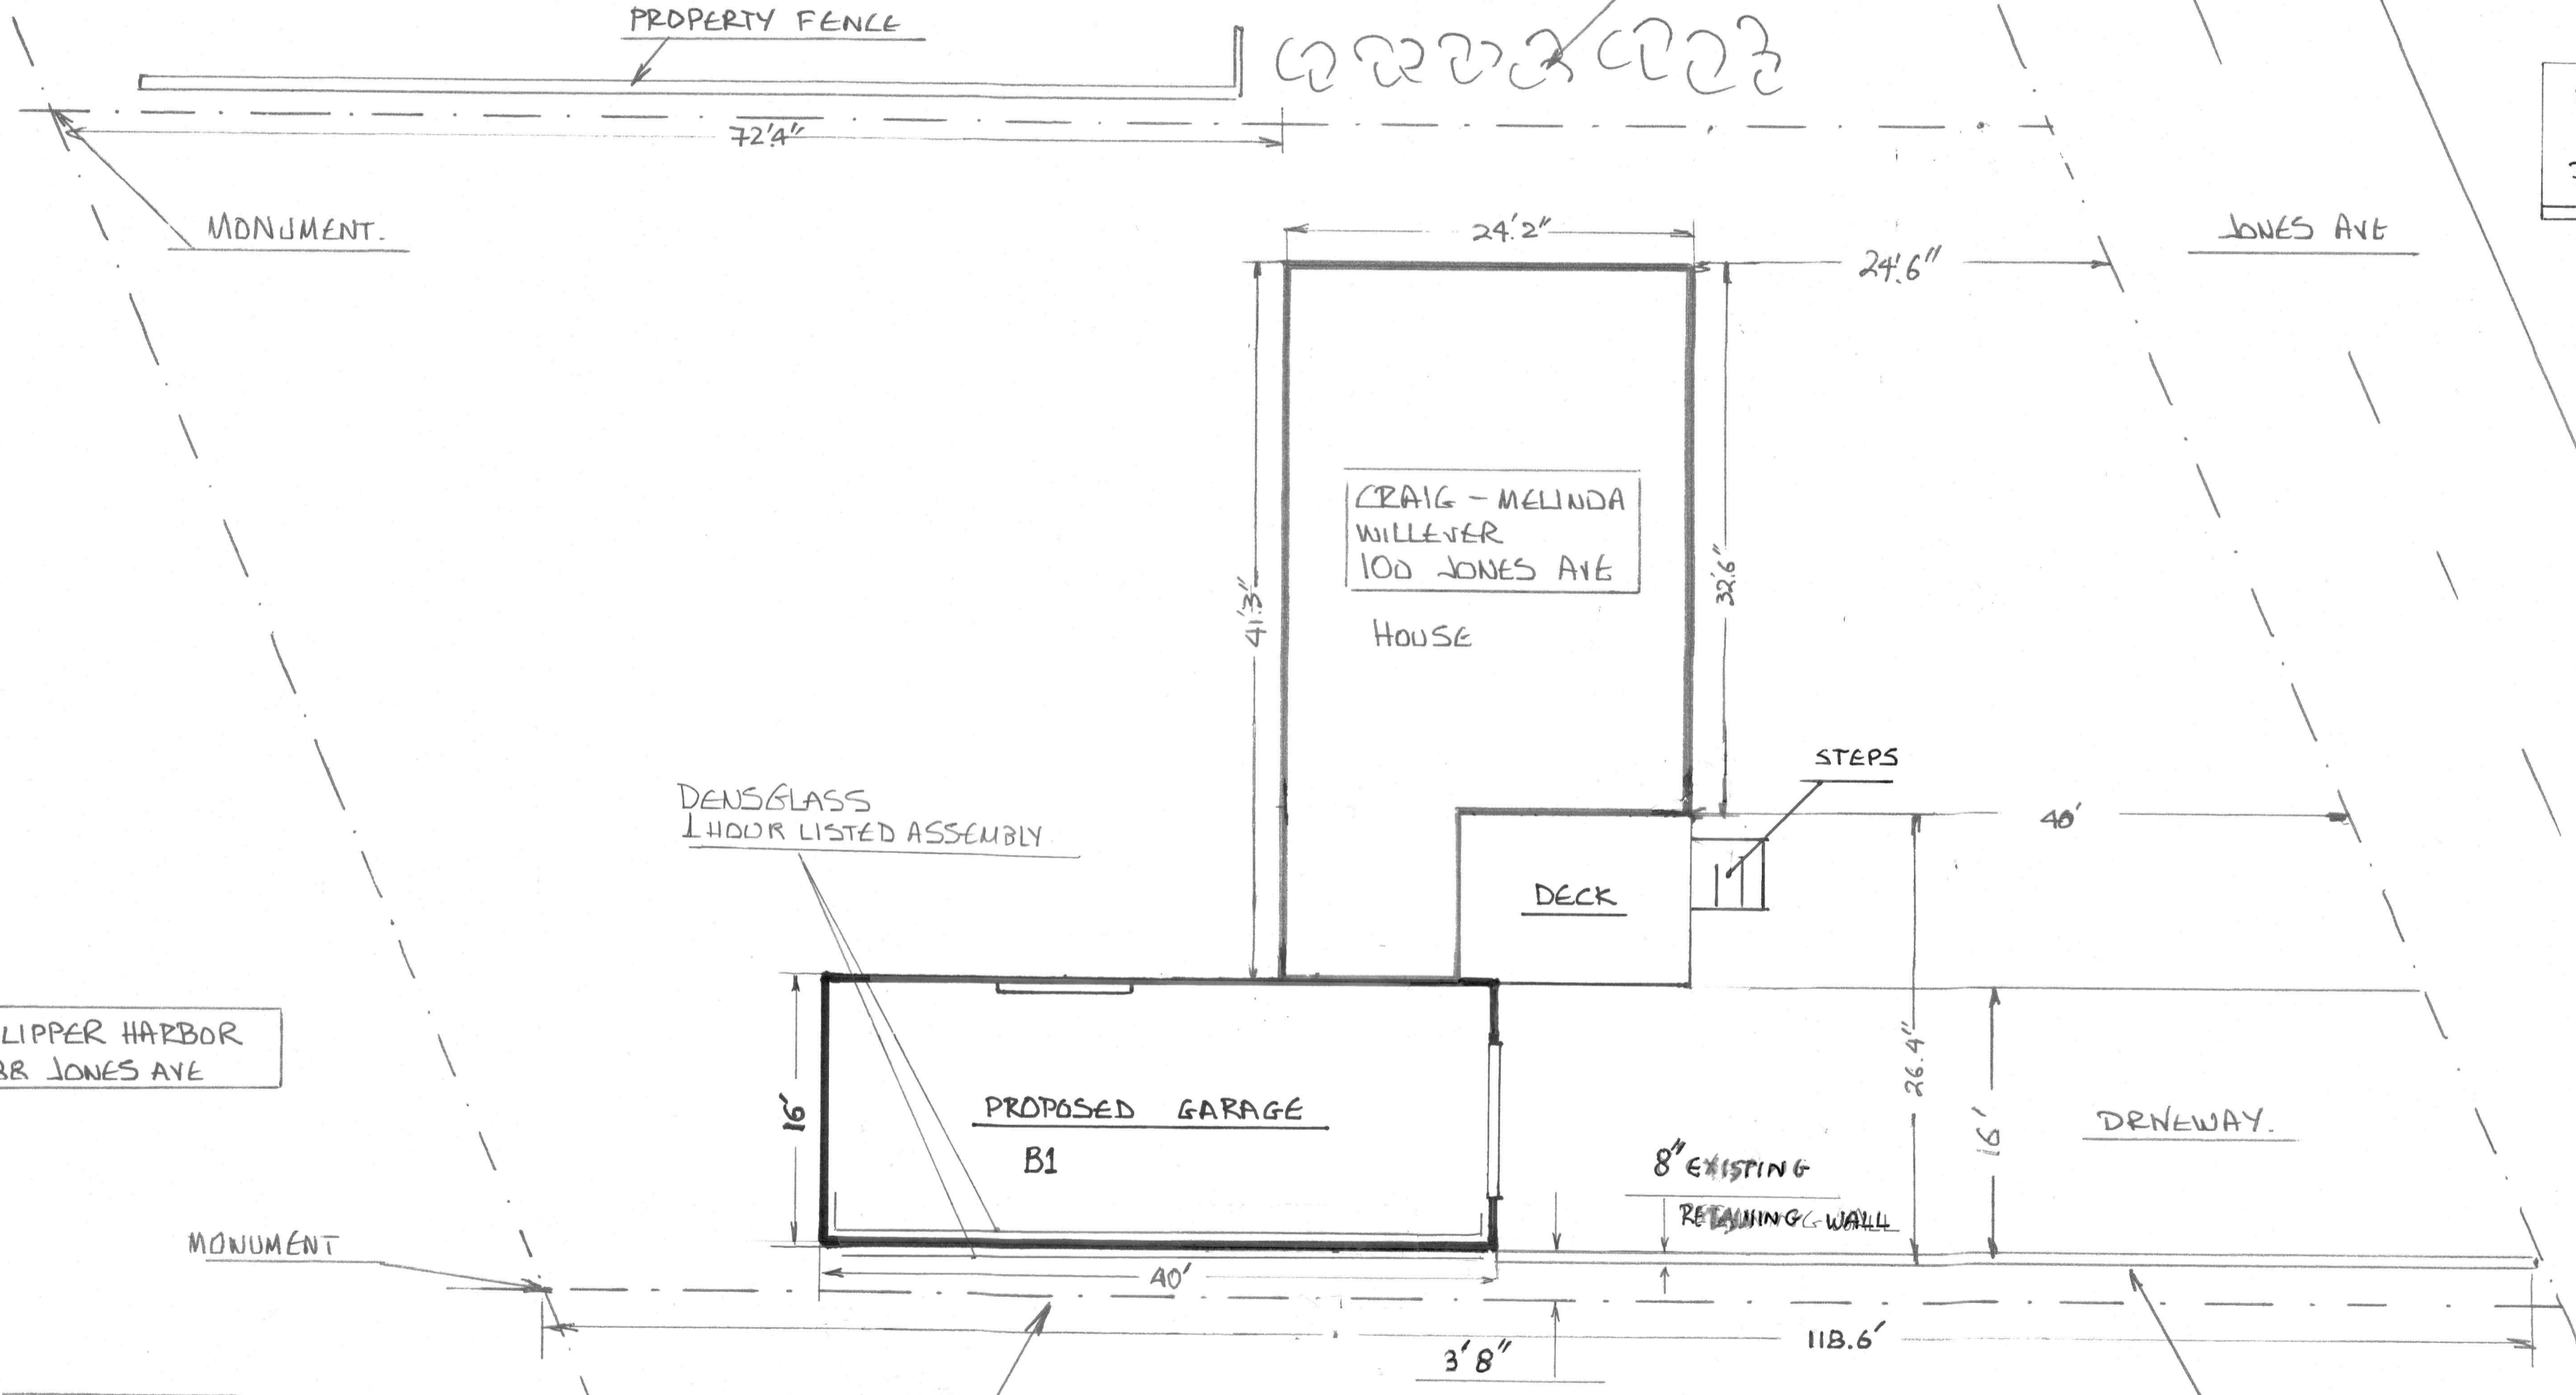 PROPERTY FENCE
72'.4"
MONUMENT.
24'.2"
24'.6"
JONES AVE
CRAIG - MELINDA
WILLEVER
100 JONES AVE
HOUSE
41'.3"
32'.6"
STEPS
DENSGLASS
1 HOUR LISTED ASSEMBLY
40'
DECK
LIPPER HARBOR
JONES AVE
16'
PROPOSED GARAGE
B1
26.4"
16'
DRIVEWAY.
8" EXISTING
RETAINING WALL
MONUMENT
40'
118.6'
3'8"